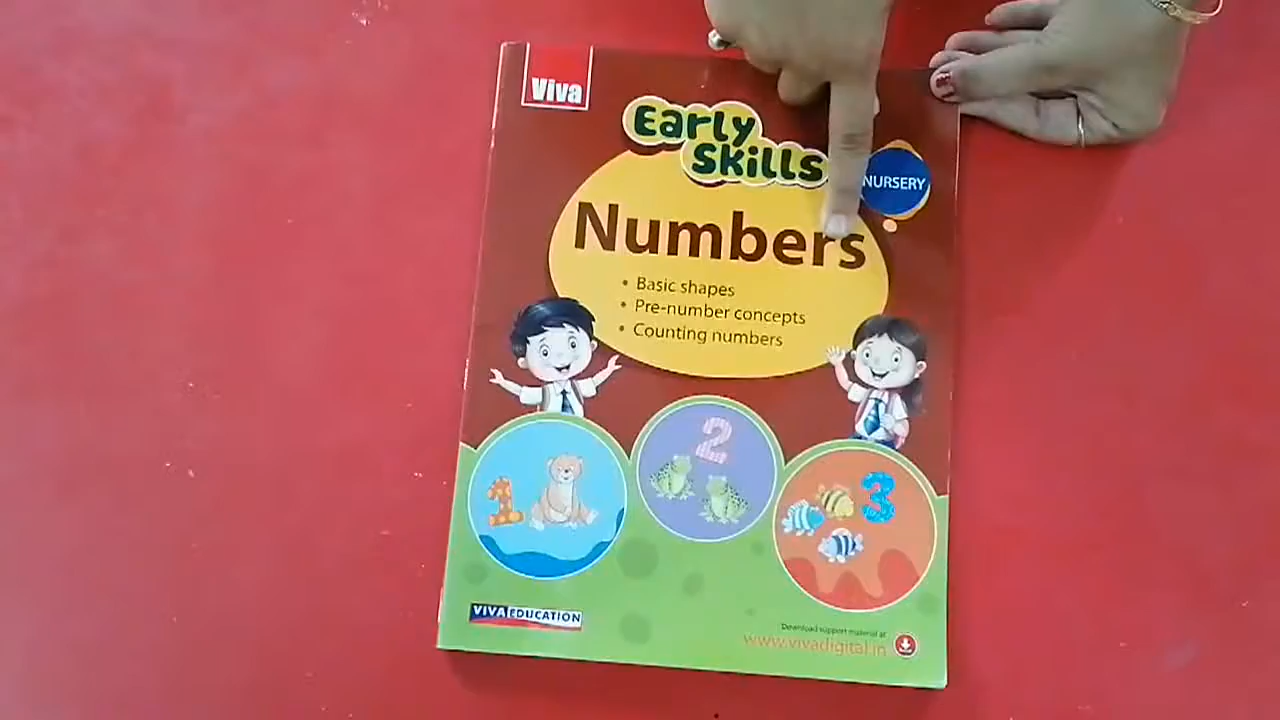 Viva
Early
Skills
NURSERY
Numbers
• Basic shapes
• Pre-number concepts
• Counting numbers
1
2
3
VIVA EDUCATION
Download support material at
www.vivadigital.in